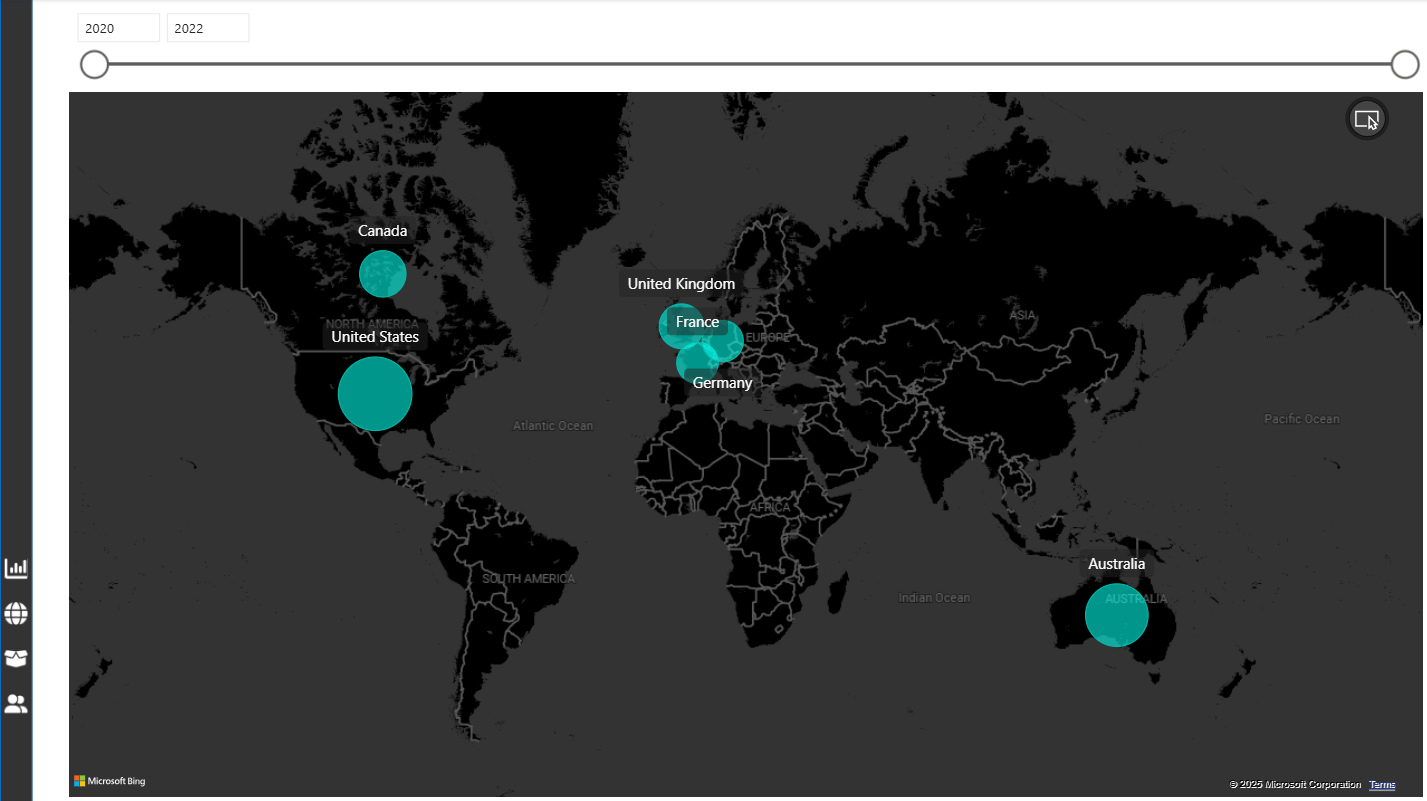 2020
2022
Canada
United Kingdom
ASIA
NORTH AMERICA
France
United States
EUROPE
Germany
Pacific Ocean
Atlantic Ocean
AFRICA
Australia
SOUTH AMERICA
Indian Ocean
AUSTRALIA
Microsoft Bing
© 2025 Microsoft Corporation Terms